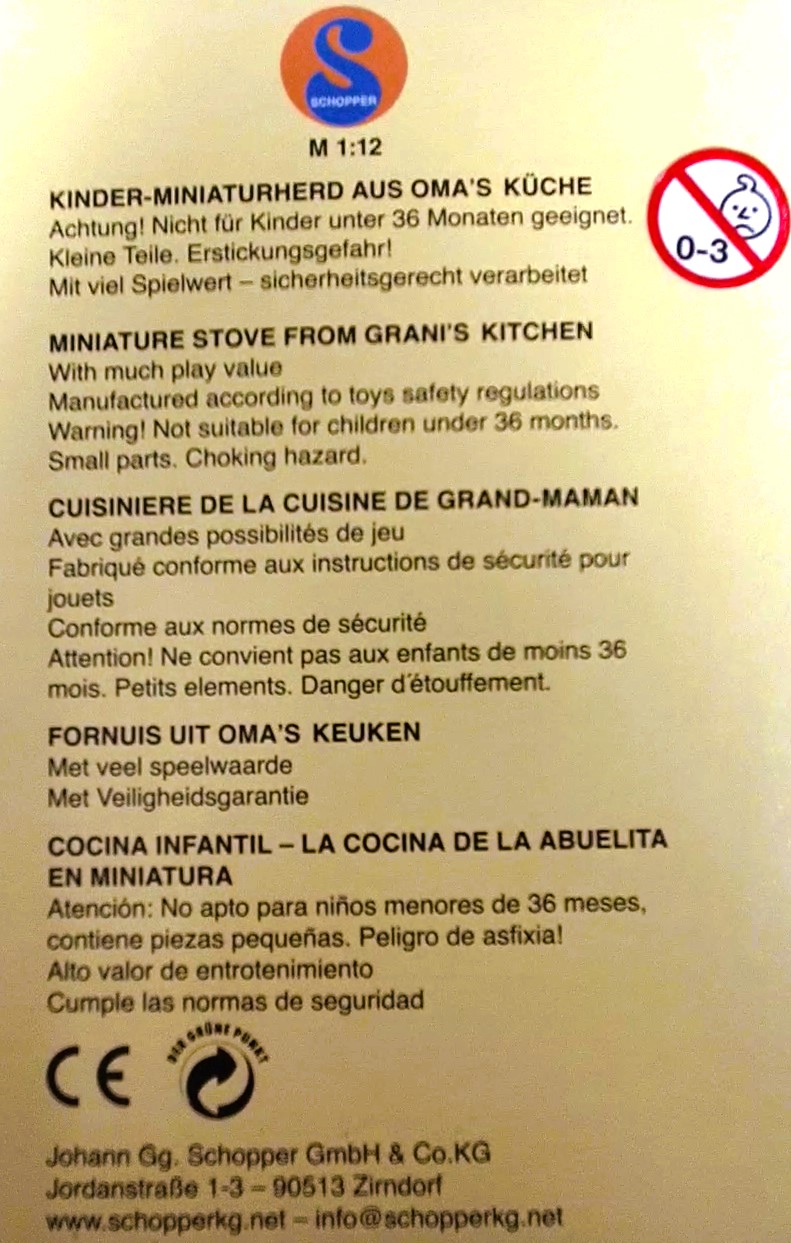 SCHOPPER
M 1:12
KINDER-MINIATURHERD AUS OMA'S KÜCHE
Achtung! Nicht für Kinder unter 36 Monaten geeignet.
Kleine Teile. Erstickungsgefahr!
Mit viel Spielwert – sicherheitsgerecht verarbeitet
0-3
MINIATURE STOVE FROM GRANI'S KITCHEN
With much play value
Manufactured according to toys safety regulations
Warning! Not suitable for children under 36 months.
Small parts. Choking hazard.
CUISINIERE DE LA CUISINE DE GRAND-MAMAN
Avec grandes possibilités de jeu
Fabriqué conforme aux instructions de sécurité pour
jouets
Conforme aux normes de sécurité
Attention! Ne convient pas aux enfants de moins 36
mois. Petits elements. Danger d´étouffement.
FORNUIS UIT OMA'S KEUKEN
Met veel speelwaarde
Met Veiligheidsgarantie
COCINA INFANTIL – LA COCINA DE LA ABUELITA
EN MINIATURA
Atención: No apto para niños menores de 36 meses,
contiene piezas pequeñas. Peligro de asfixia!
Alto valor de entrotenimiento
Cumple las normas de seguridad
CE
DER GRÜNE PUNKT
Johann Gg. Schopper GmbH & Co.KG
Jordanstraße 1-3 – 90513 Zirndorf
www.schopperkg.net – info@schopperkg.net